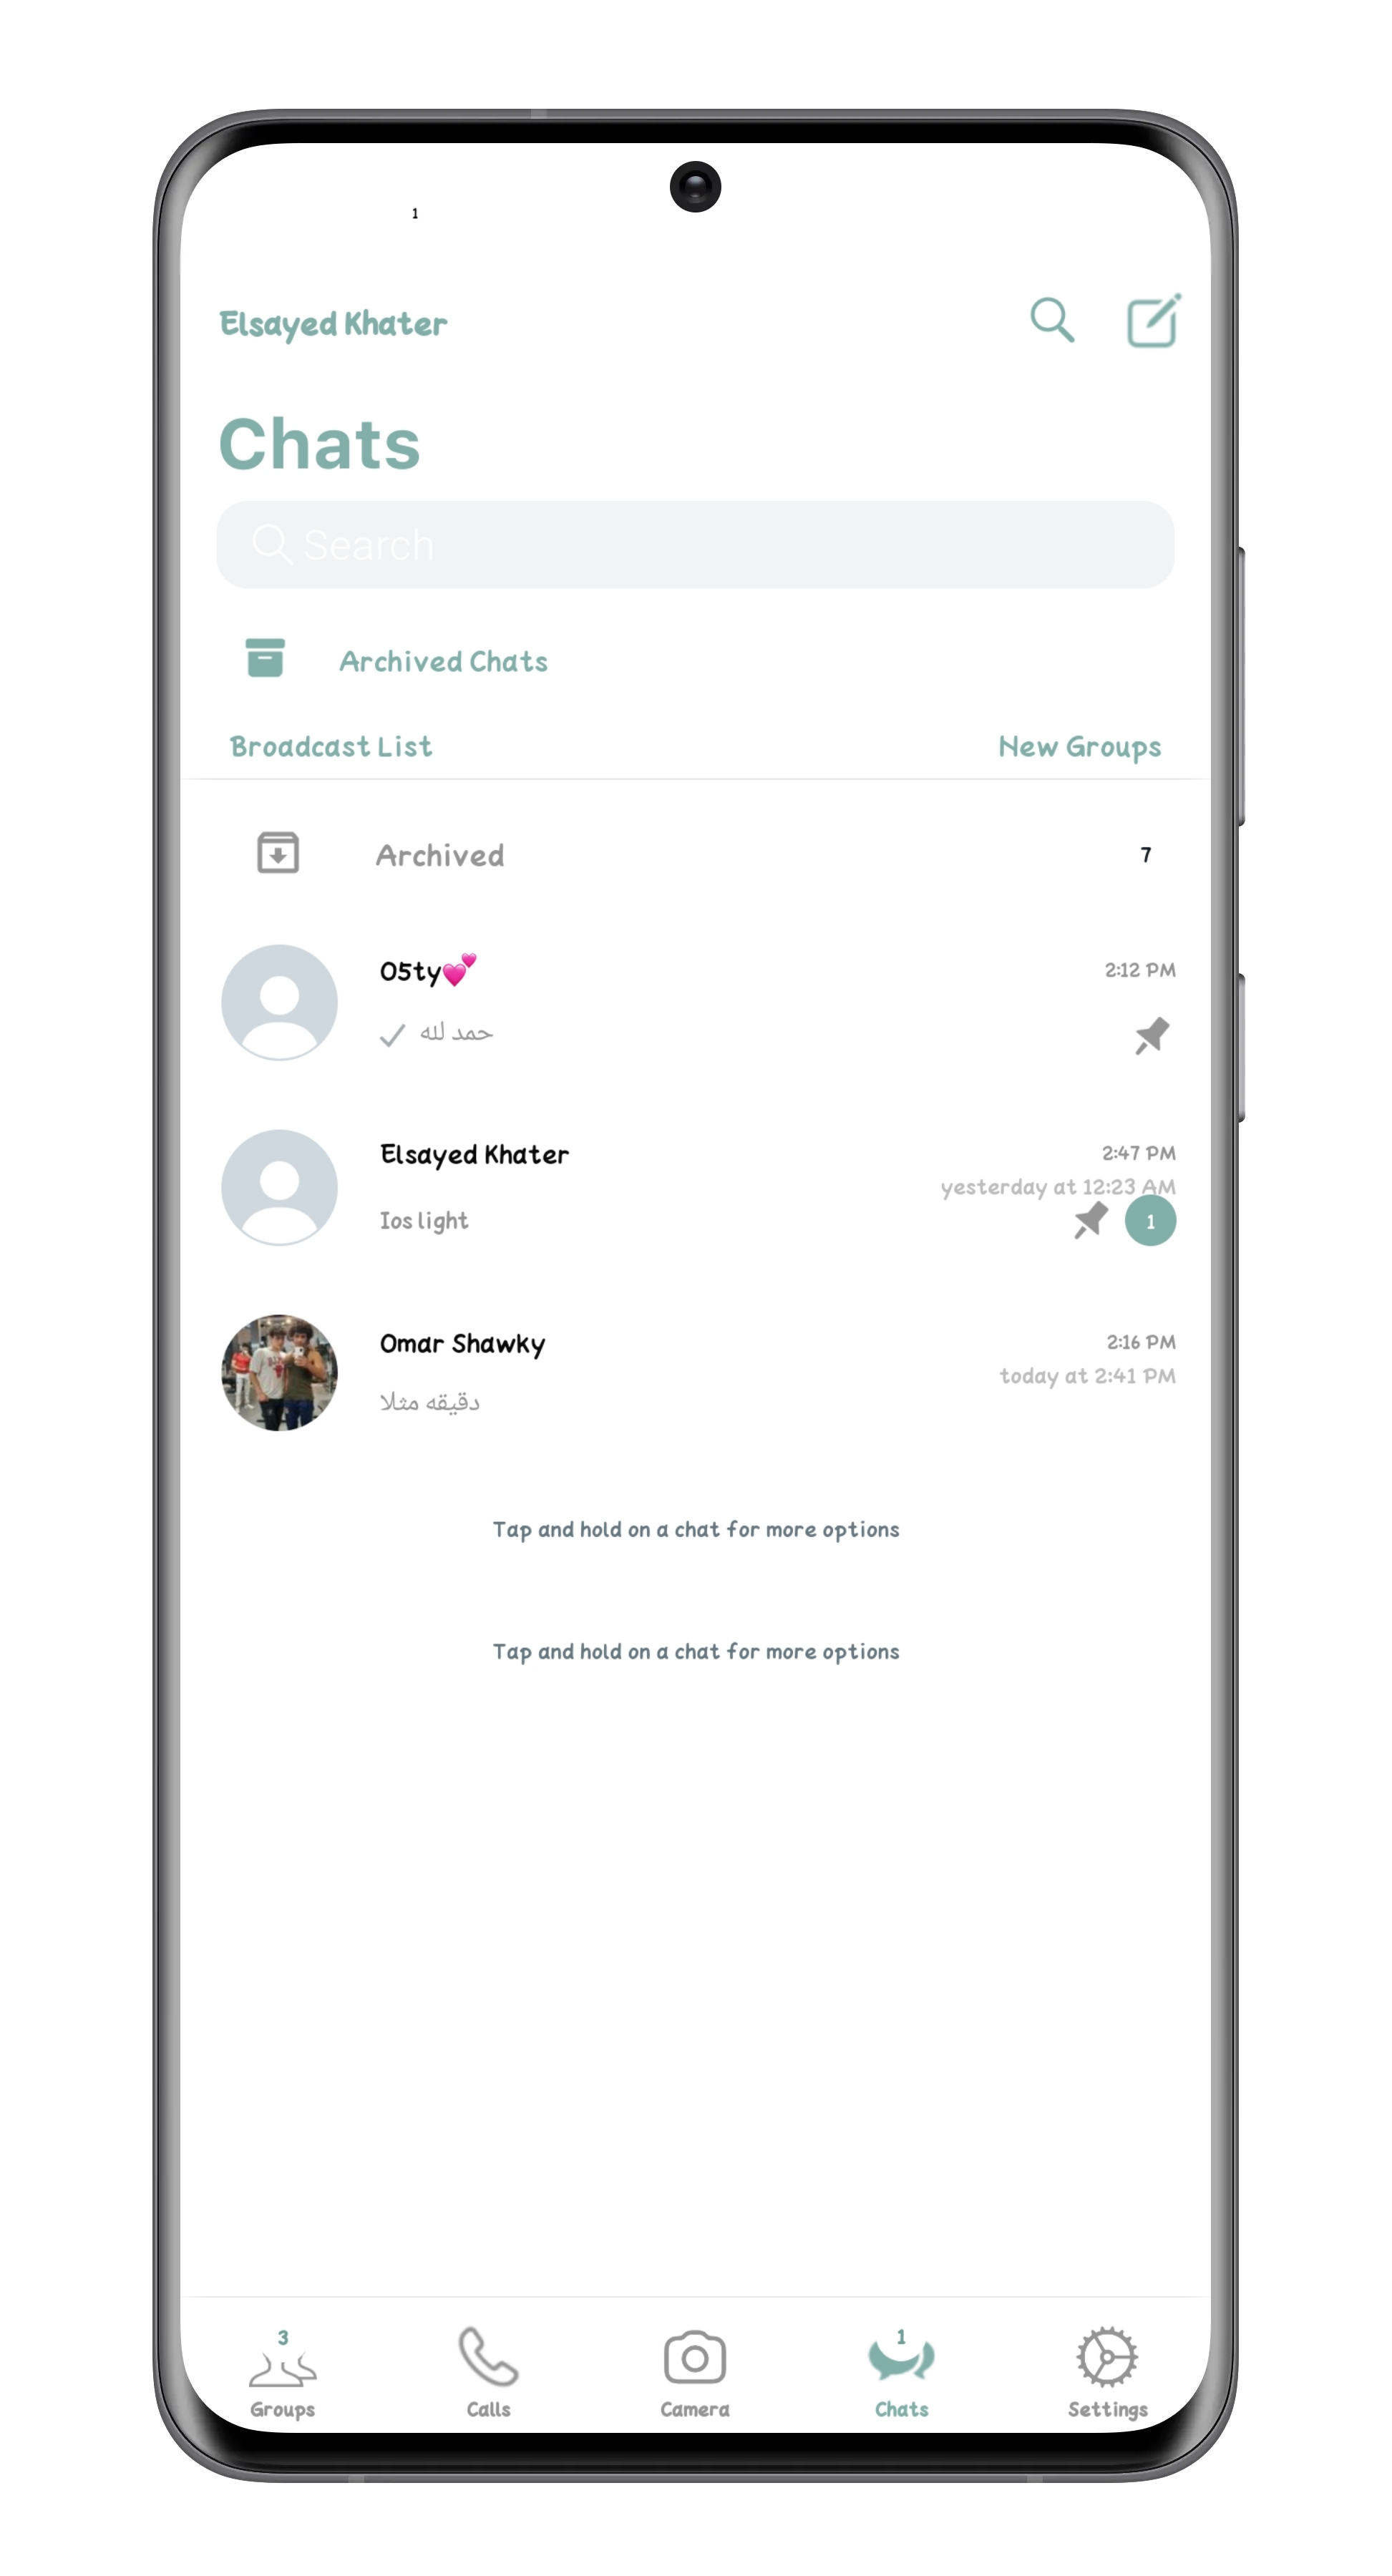 1
Elsayed Khater
Chats
Search
Archived Chats
Broadcast List
New Groups
Archived
7
O5ty💕
2:12 PM
حمد لله
Elsayed Khater
2:47 PM
yesterday at 12:23 AM
Ios light
1
Omar Shawky
2:16 PM
today at 2:41 PM
دقيقه مثلا
Tap and hold on a chat for more options
Tap and hold on a chat for more options
3
1
Groups
Calls
Camera
Chats
Settings